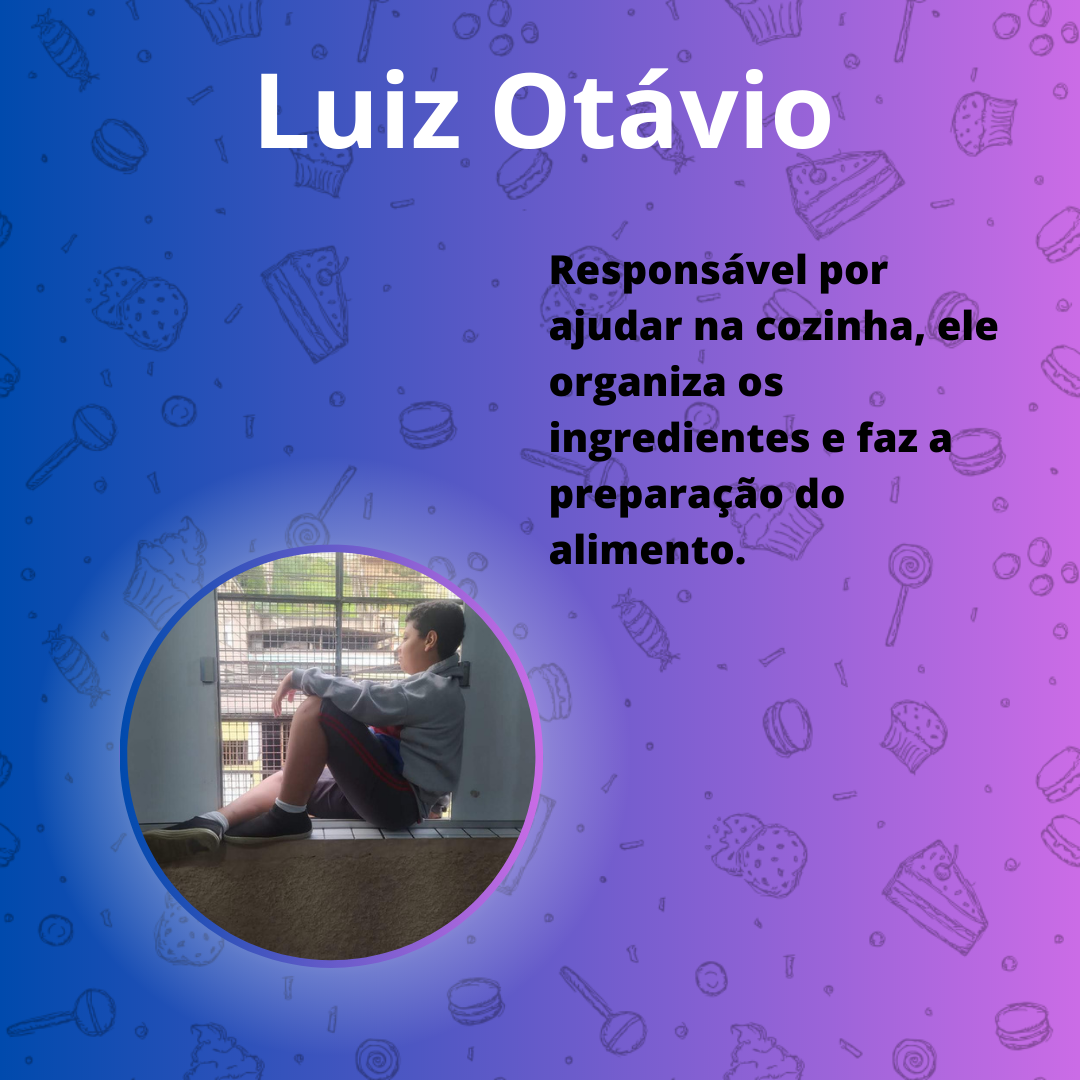 Luiz Otávio
Responsável por
ajudar na cozinha, ele
organiza os
ingredientes e faz a
preparação do
alimento.